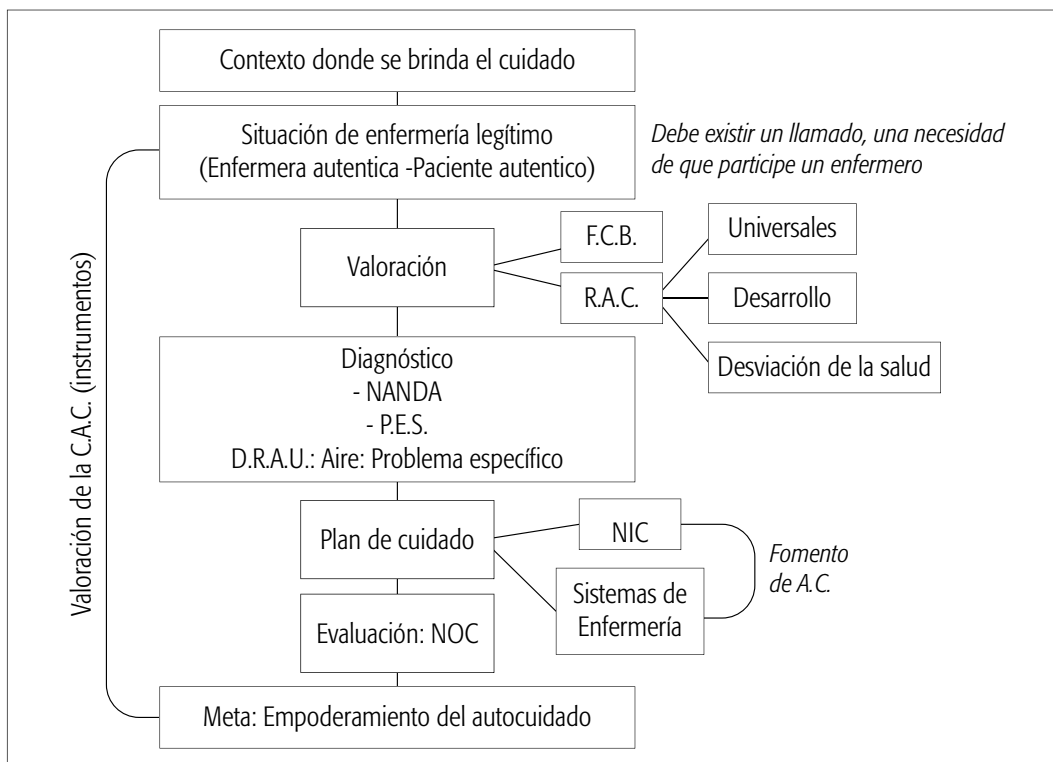 Contexto donde se brinda el cuidado
Situación de enfermería legítimo
(Enfermera autentica -Paciente autentico)
Debe existir un llamado, una necesidad
de que participe un enfermero
Valoración de la C.A.C. (instrumentos)
Valoración
F.C.B.
R.A.C.
Universales
Desarrollo
Desviación de la salud
Diagnóstico
- NANDA
- P.E.S.
D.R.A.U.: Aire: Problema específico
Plan de cuidado
NIC
Sistemas de
Enfermería
Fomento
de A.C.
Evaluación: NOC
Meta: Empoderamiento del autocuidado